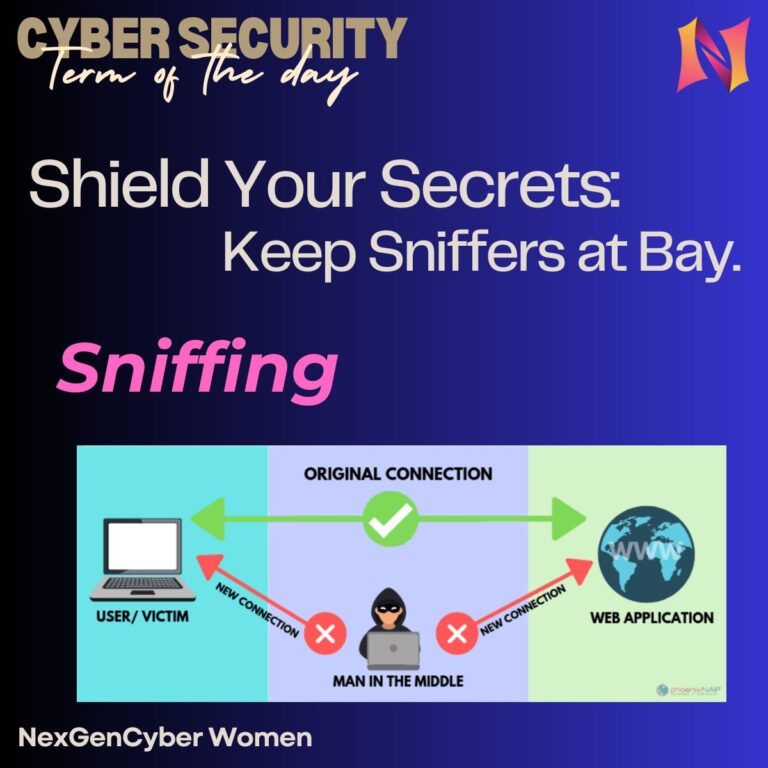 CYBER SECURITY
Term of the day
N
Shield Your Secrets:
Keep Sniffers at Bay.
Sniffing
ORIGINAL CONNECTION
WWW
USER/ VICTIM
NEW CONNECTION
NEW CONNECTION
WEB APPLICATION
MAN IN THE MIDDLE
phoenixNAP
NexGenCyber Women